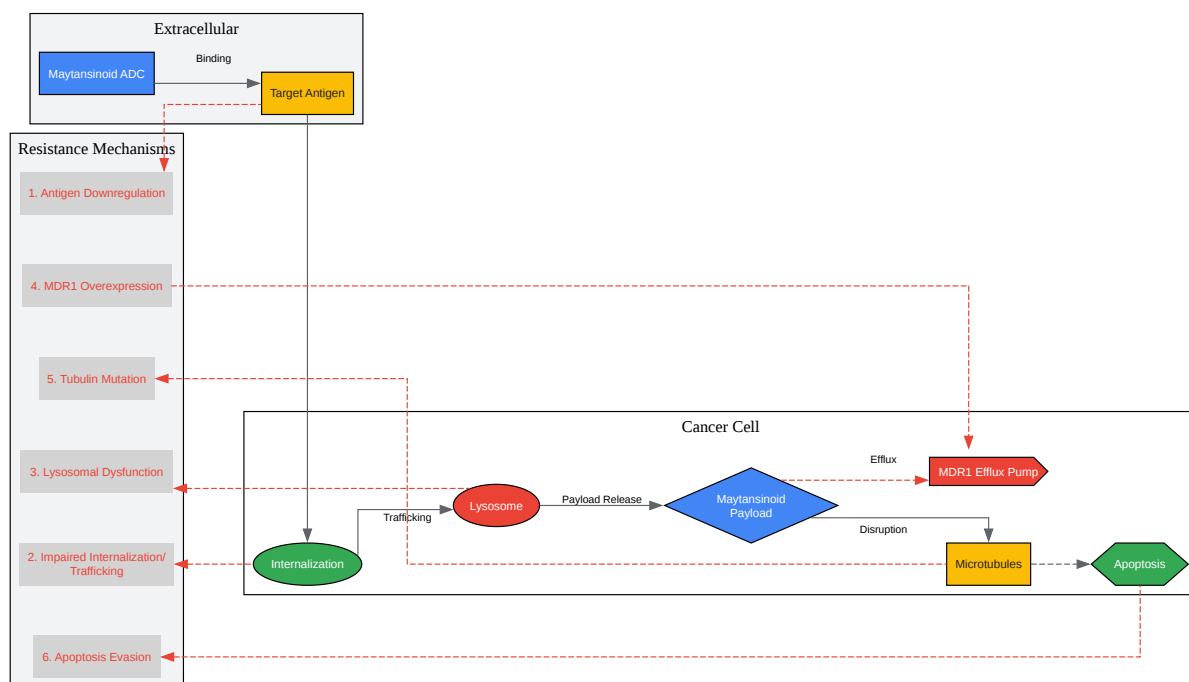 Extracellular
Binding
Maytansinoid ADC
Target Antigen
Resistance Mechanisms
1. Antigen Downregulation
4. MDR1 Overexpression
5. Tubulin Mutation
3. Lysosomal Dysfunction
2. Impaired Internalization/
Trafficking
6. Apoptosis Evasion
Cancer Cell
Efflux
MDR1 Efflux Pump
Lysosome
Payload Release
Maytansinoid
Payload
Trafficking
Disruption
Internalization
Microtubules
Apoptosis